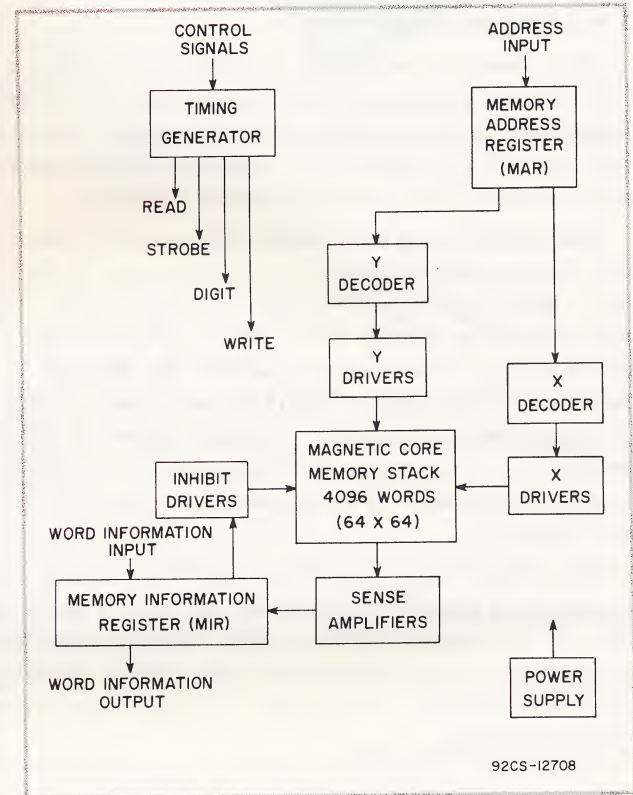 CONTROL
SIGNALS
TIMING
GENERATOR
READ
STROBE
DIGIT
WRITE
ADDRESS
INPUT
MEMORY
ADDRESS
REGISTER
(MAR)
Y
DECODER
Y
DRIVERS
X
DECODER
X
DRIVERS
MAGNETIC CORE
MEMORY STACK
4096 WORDS
(64 X 64)
INHIBIT
DRIVERS
WORD INFORMATION
INPUT
MEMORY INFORMATION
REGISTER (MIR)
SENSE
AMPLIFIERS
WORD INFORMATION
OUTPUT
POWER
SUPPLY
92CS-12708